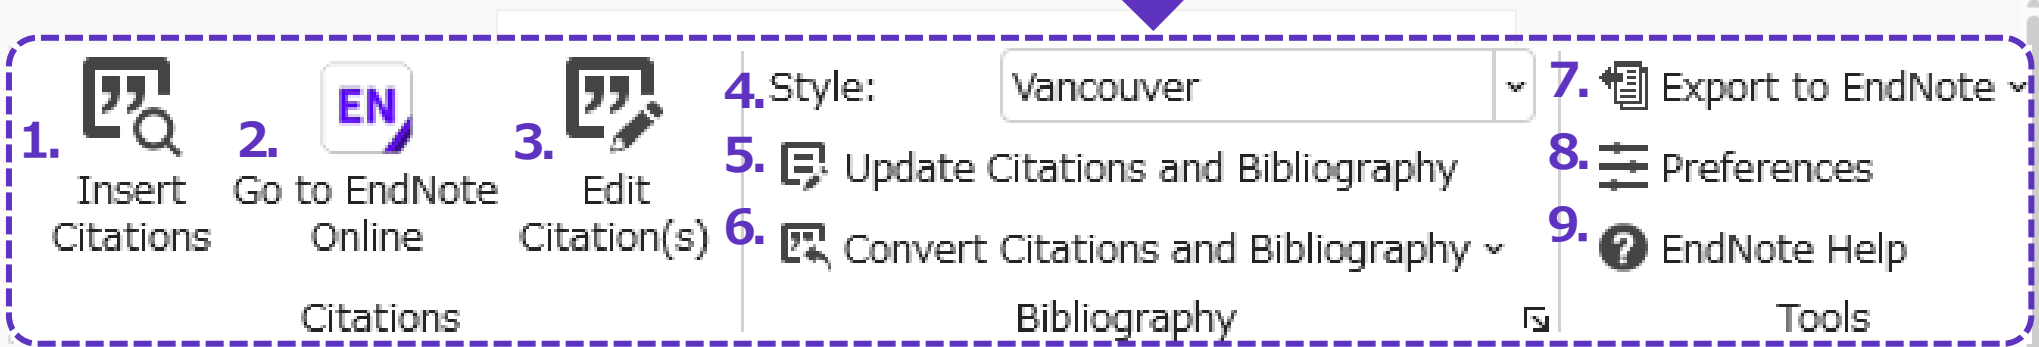 1. Insert Citations
2. EN Go to EndNote Online
3. Edit Citation(s)
Citations
4. Style: Vancouver
5. Update Citations and Bibliography
6. Convert Citations and Bibliography
Bibliography
7. Export to EndNote
8. Preferences
9. ? EndNote Help
Tools